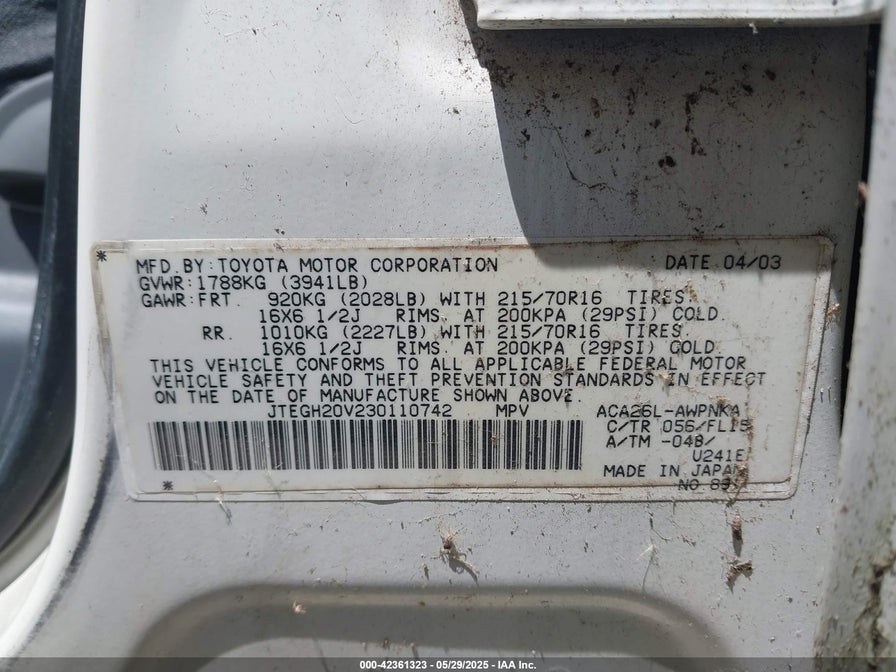 * MFD.BY:TOYOTA MOTOR CORPORATION DATE 04/03
GVWR:1788KG (3941LB)
GAWR:FRT. 920KG (2028LB) WITH 215/70R16 TIRES.
16X6 1/2J RIMS. AT 200KPA (29PSI) COLD.
RR. 1010KG (2227LB) WITH 215/70R16 TIRES.
16X6 1/2J RIMS. AT 200KPA (29PSI) COLD.
THIS VEHICLE CONFORMS TO ALL APPLICABLE FEDERAL MOTOR
VEHICLE SAFETY AND THEFT PREVENTION STANDARDS IN EFFECT
ON THE DATE OF MANUFACTURE SHOWN ABOVE.
JTEGH20V230110742 MPV ACA26L-AWPNKA
C/TR 056/FL15
A/TM -04B/
U241E
MADE IN JAPAN
* NO
000-42361323 - 05/29/2025 - IAA Inc.